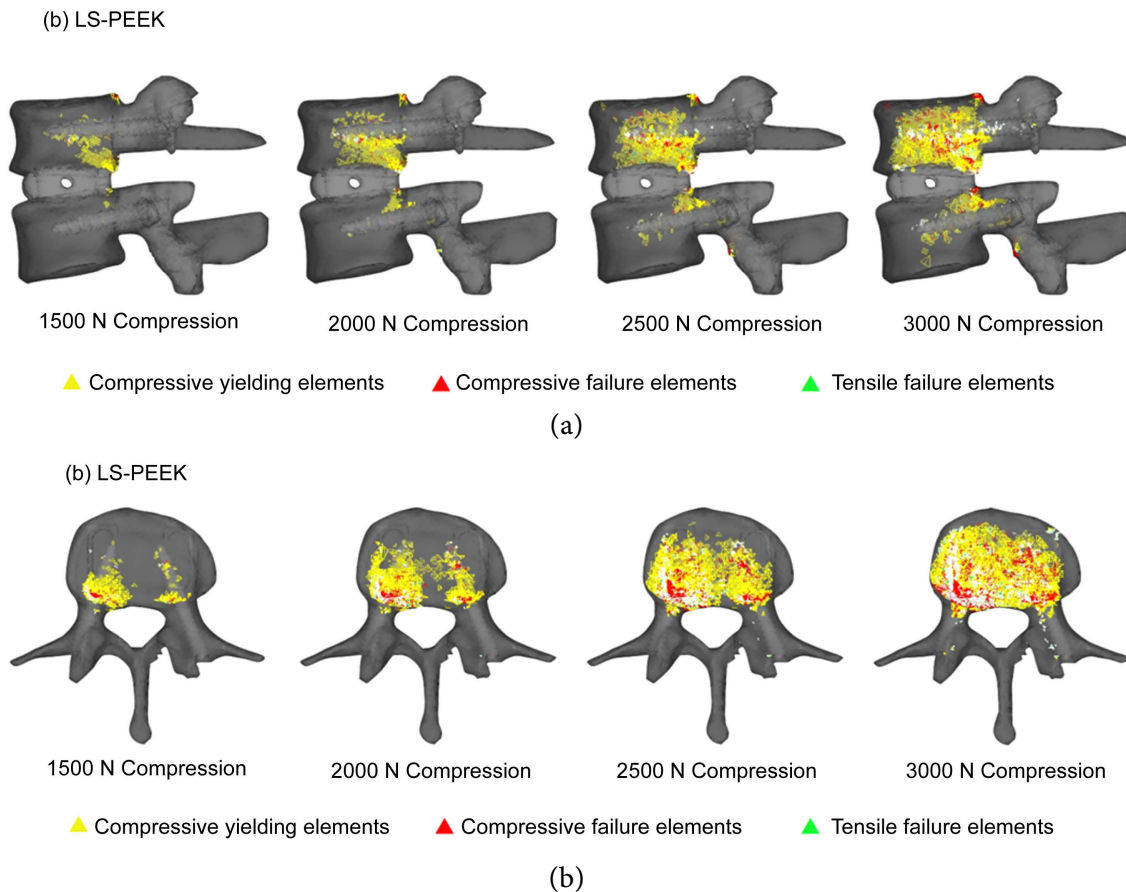 (b) LS-PEEK
1500 N Compression 2000 N Compression 2500 N Compression 3000 N Compression
Compressive yielding elements Compressive failure elements Tensile failure elements
(a)
(b) LS-PEEK
1500 N Compression 2000 N Compression 2500 N Compression 3000 N Compression
Compressive yielding elements Compressive failure elements Tensile failure elements
(b)